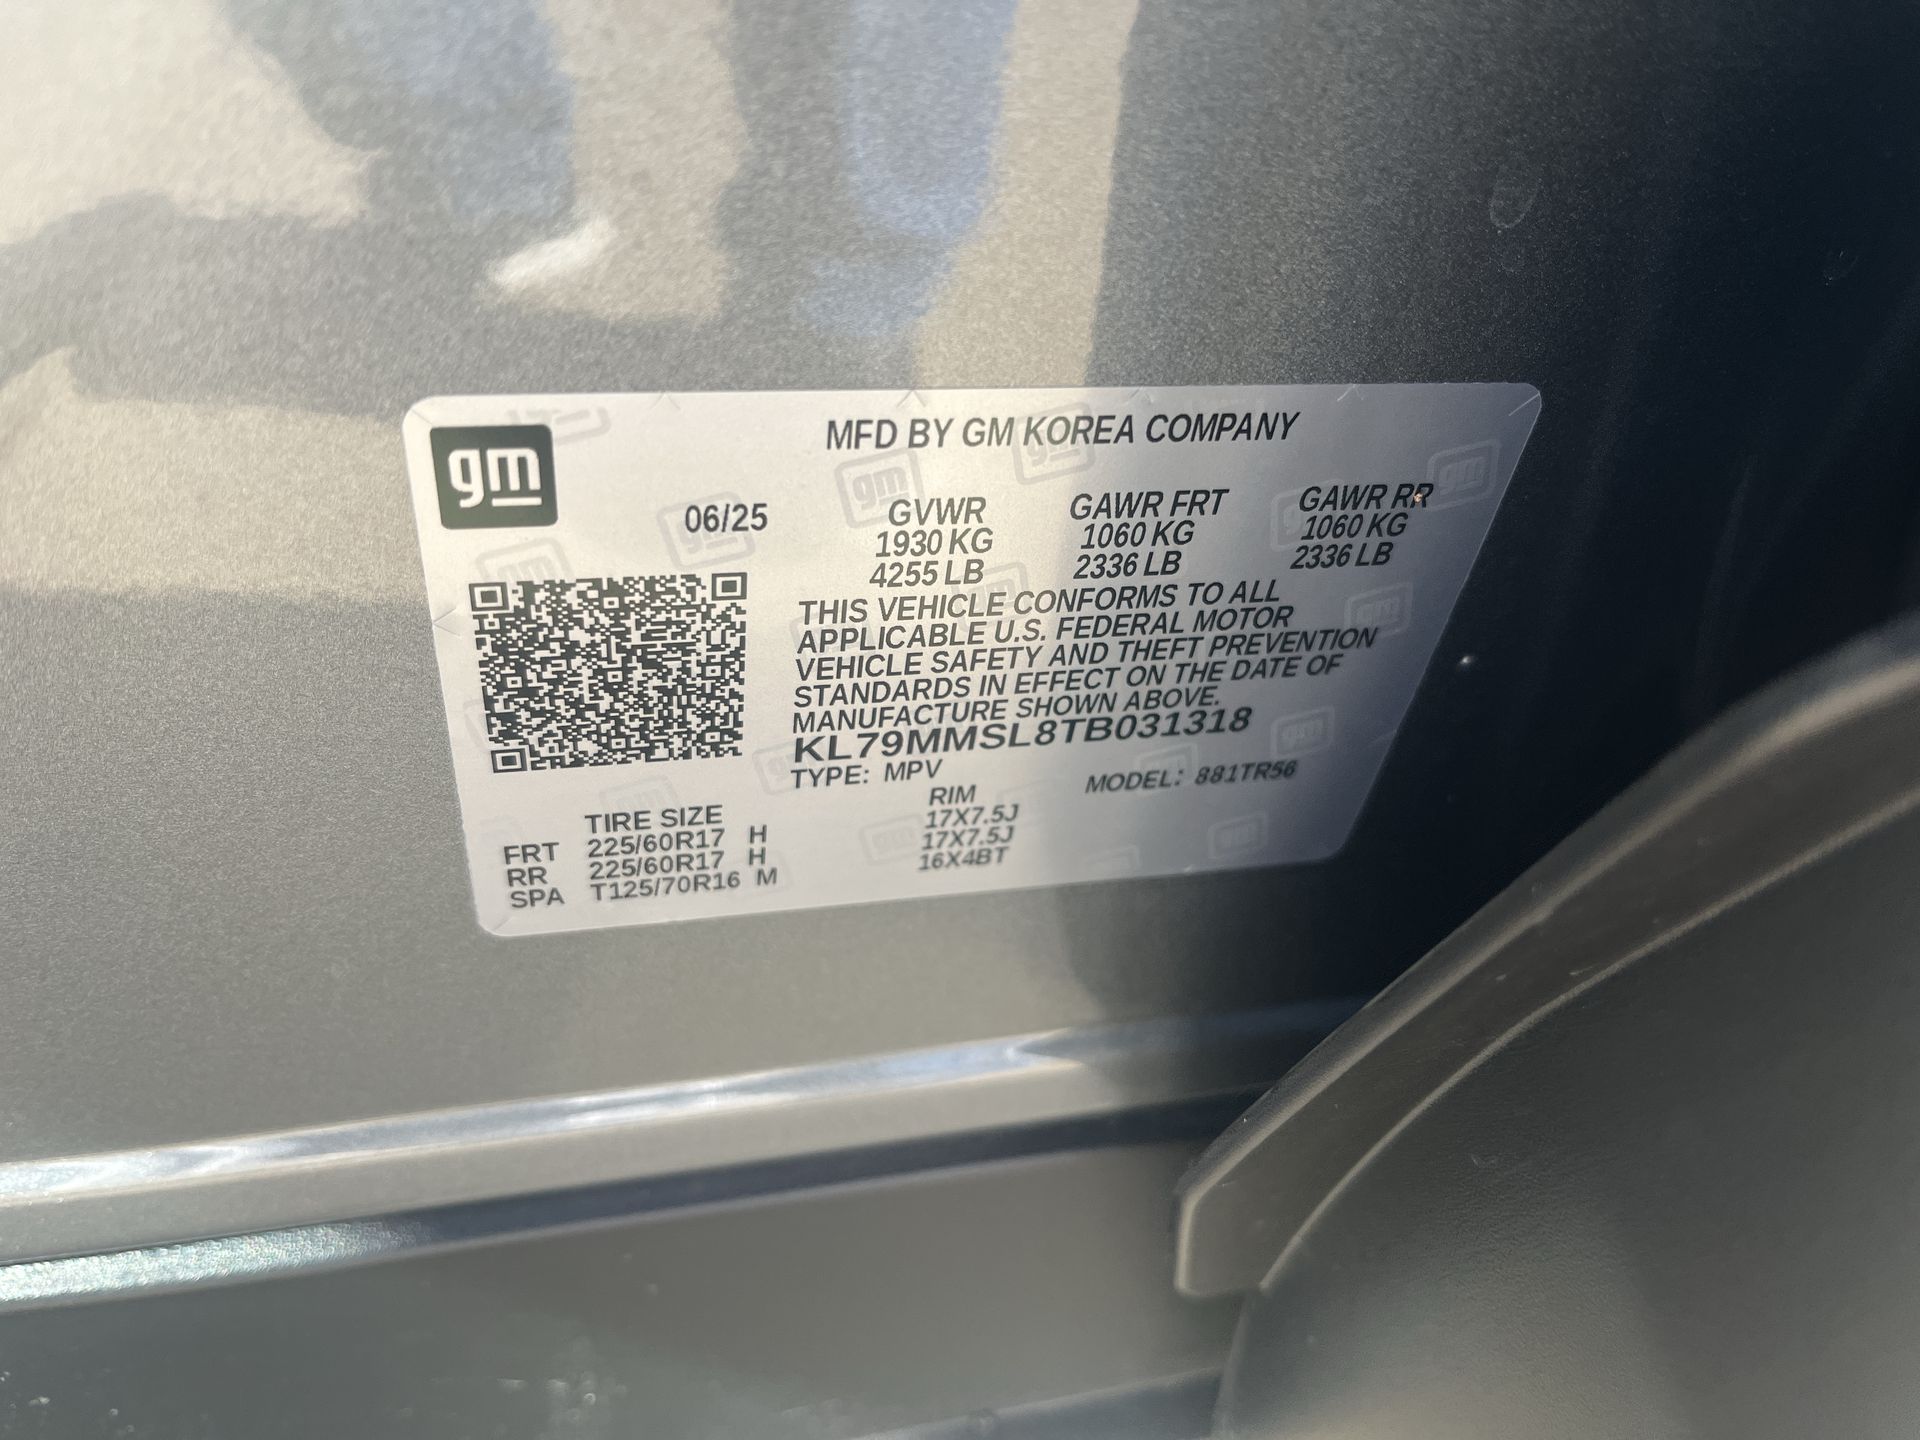 gm
MFD BY GM KOREA COMPANY
06/25
GVWR GAWR FRT GAWR RR
1930 KG 1060 KG 1060 KG
4255 LB 2336 LB 2336 LB
THIS VEHICLE CONFORMS TO ALL
APPLICABLE U.S. FEDERAL MOTOR
VEHICLE SAFETY AND THEFT PREVENTION
STANDARDS IN EFFECT ON THE DATE OF
MANUFACTURE SHOWN ABOVE.
KL79MMSL8TB031318
TYPE: MPV MODEL: 881TR56
TIRE SIZE RIM
FRT 225/60R17 H 17X7.5J
RR 225/60R17 H 17X7.5J
SPA T125/70R16 M 16X4BT